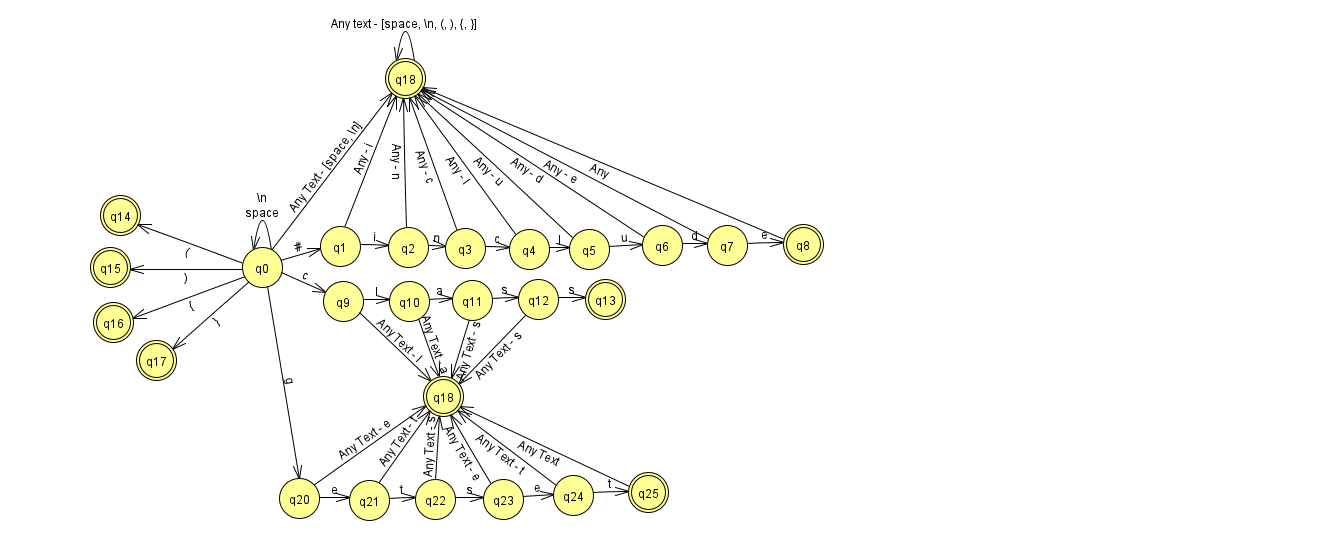 Any text - [space, \n, (, ), {, }]
q18
Any Text - [space, \n]
Any - i
Any - n
Any - c
Any - l
Any - u
Any - d
Any - e
Any
\n
space
q14
q15
q16
q17
(
)
{
}
q0
#
q1
i
q2
n
q3
c
q4
l
q5
u
q6
d
q7
e
q8
c
q9
l
q10
a
q11
s
q12
s
q13
Any Text - l
Any Text - a
Any Text - s
Any Text - s
g
q18
Any Text - e
Any Text - t
Any Text - s
Any Text - e
Any Text - t
Any Text
q20
e
q21
t
q22
s
q23
e
q24
t
q25